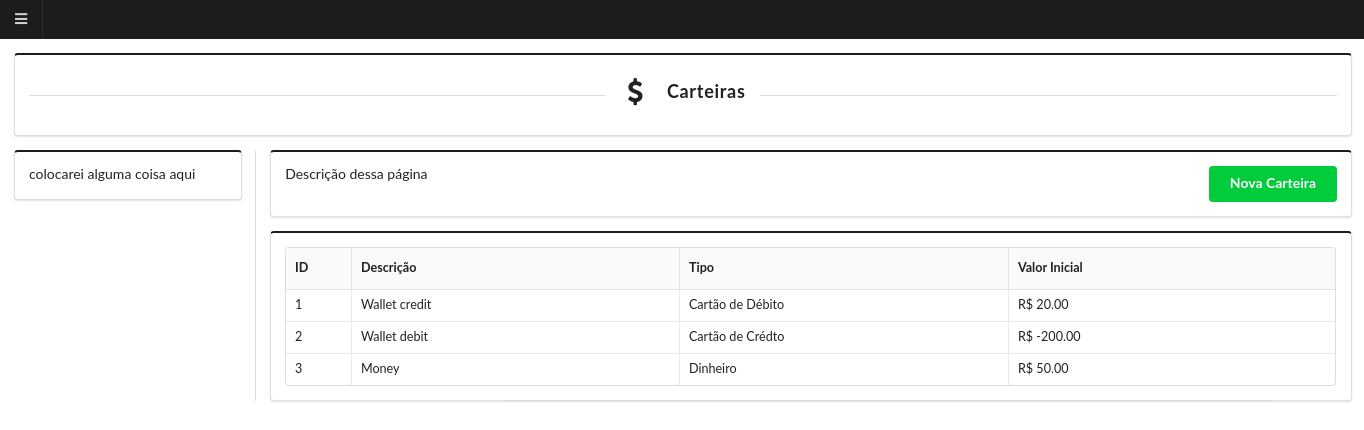 $ Carteiras
colocarei alguma coisa aqui
Descrição dessa página
Nova Carteira
ID Descrição Tipo Valor Inicial
1 Wallet credit Cartão de Débito R$ 20.00
2 Wallet debit Cartão de Crédto R$ -200.00
3 Money Dinheiro R$ 50.00